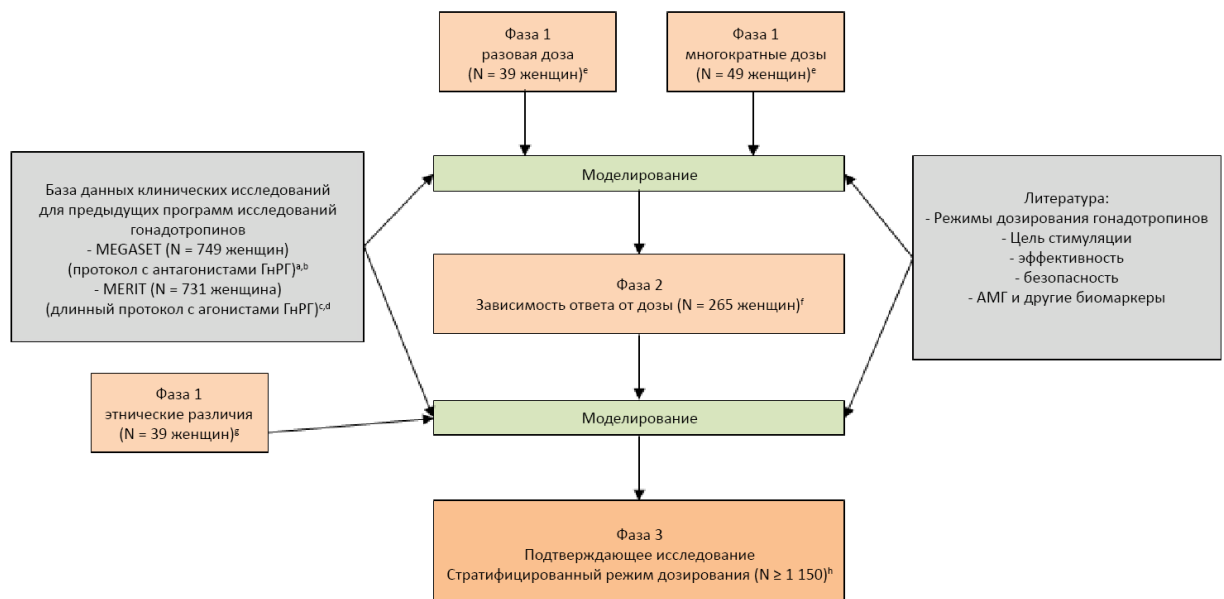 Фаза 1
разовая доза
(N = 39 женщин)ᵉ
Фаза 1
многократные дозы
(N = 49 женщин)ᵉ
База данных клинических исследований
для предыдущих программ исследований
гонадотропинов
- MEGASET (N = 749 женщин)
(протокол с антагонистами ГнРГ)ᵃ,ᵇ
- MERIT (N = 731 женщина)
(длинный протокол с агонистами ГнРГ)ᶜ,ᵈ
Моделирование
Литература:
- Режимы дозирования гонадотропинов
- Цель стимуляции
- эффективность
- безопасность
- АМГ и другие биомаркеры
Фаза 2
Зависимость ответа от дозы (N = 265 женщин)ᶠ
Фаза 1
этнические различия
(N = 39 женщин)ᵍ
Моделирование
Фаза 3
Подтверждающее исследование
Стратифицированный режим дозирования (N ≥ 1 150)ʰ